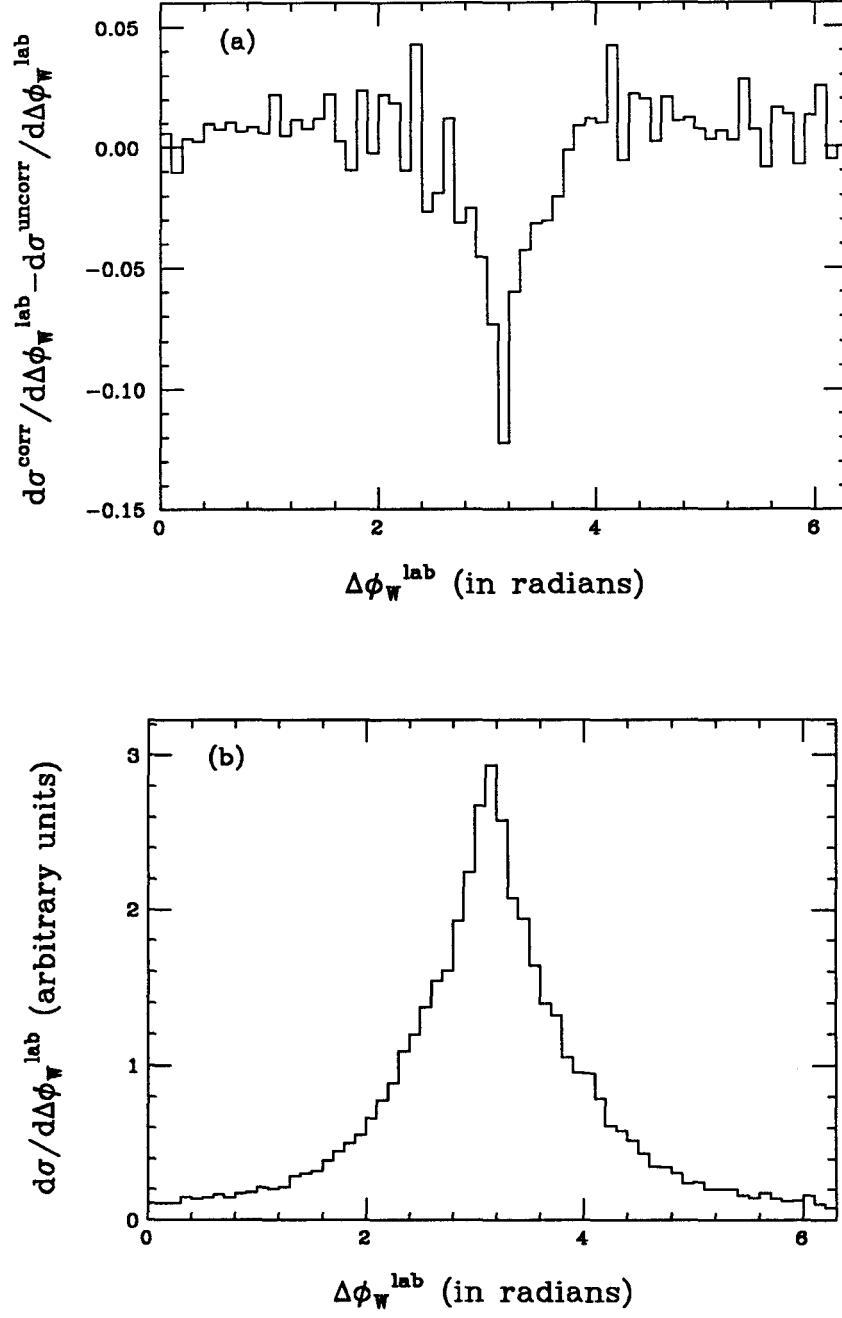 (a)
dσ^corr/dΔφ_W^lab−dσ^uncorr/dΔφ_W^lab
0.05
0.00
−0.05
−0.10
−0.15
0 2 4 6
Δφ_W^lab (in radians)
(b)
dσ/dΔφ_W^lab (arbitrary units)
3
2
1
0
0 2 4 6
Δφ_W^lab (in radians)